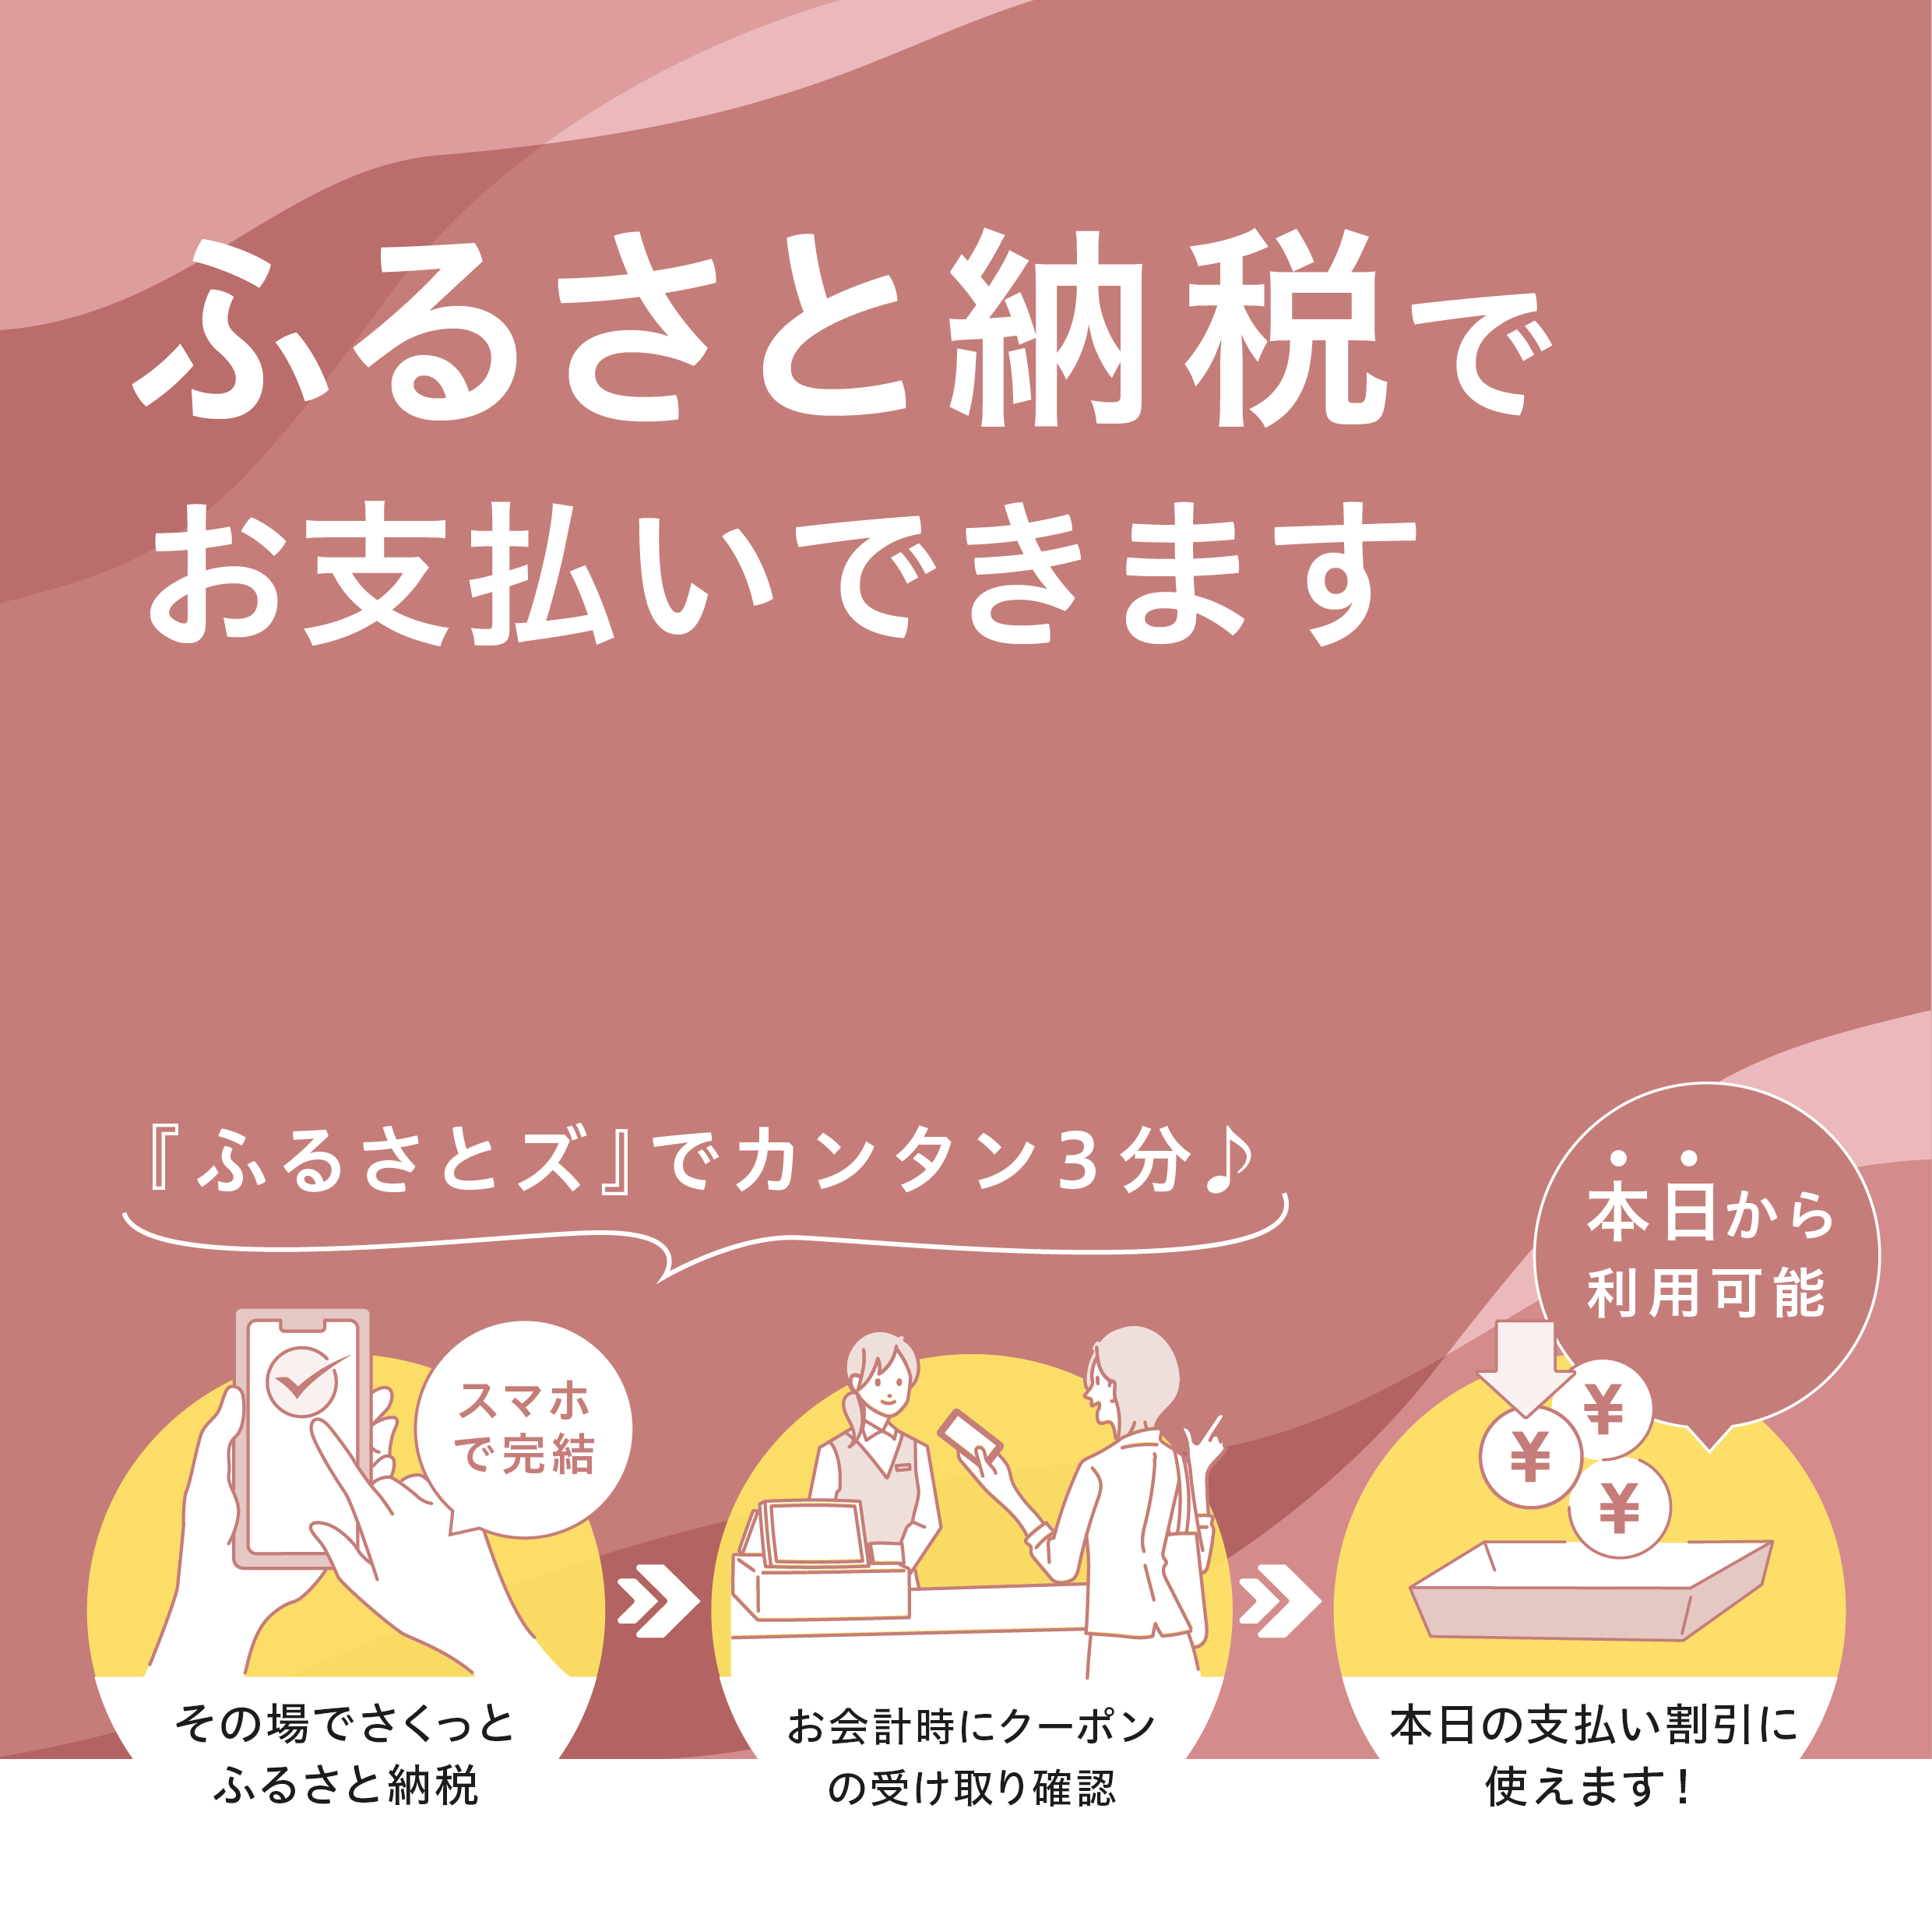 ふるさと納税で
お支払いできます
『ふるさとズ』でカンタン3分♪
本日から
利用可能
スマホ
で完結
¥
¥
¥
その場でさくっと
ふるさと納税
お会計時にクーポン
の受け取り確認
本日の支払い割引に
使えます！